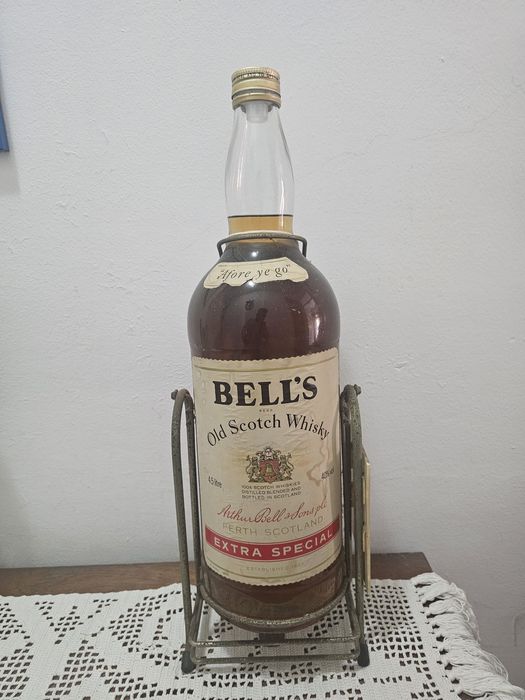 "Afore ye go"
BELL'S
Old Scotch Whisky
4.5 litre
100% SCOTCH WHISKIES
DISTILLED BLENDED AND
BOTTLED IN SCOTLAND
Arthur Bell & Sons plc
PERTH SCOTLAND
EXTRA SPECIAL